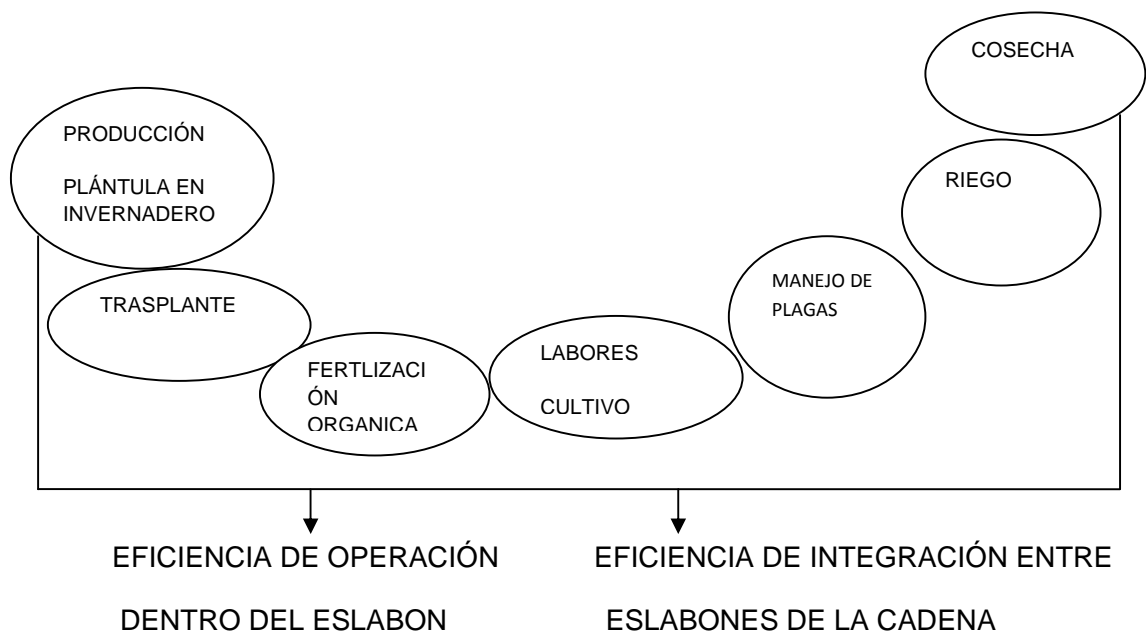 COSECHA
PRODUCCIÓN
PLÁNTULA EN
INVERNADERO
RIEGO
TRASPLANTE
MANEJO DE
PLAGAS
FERTLIZACI
ÓN
ORGANICA
LABORES
CULTIVO
EFICIENCIA DE OPERACIÓN
DENTRO DEL ESLABON
EFICIENCIA DE INTEGRACIÓN ENTRE
ESLABONES DE LA CADENA